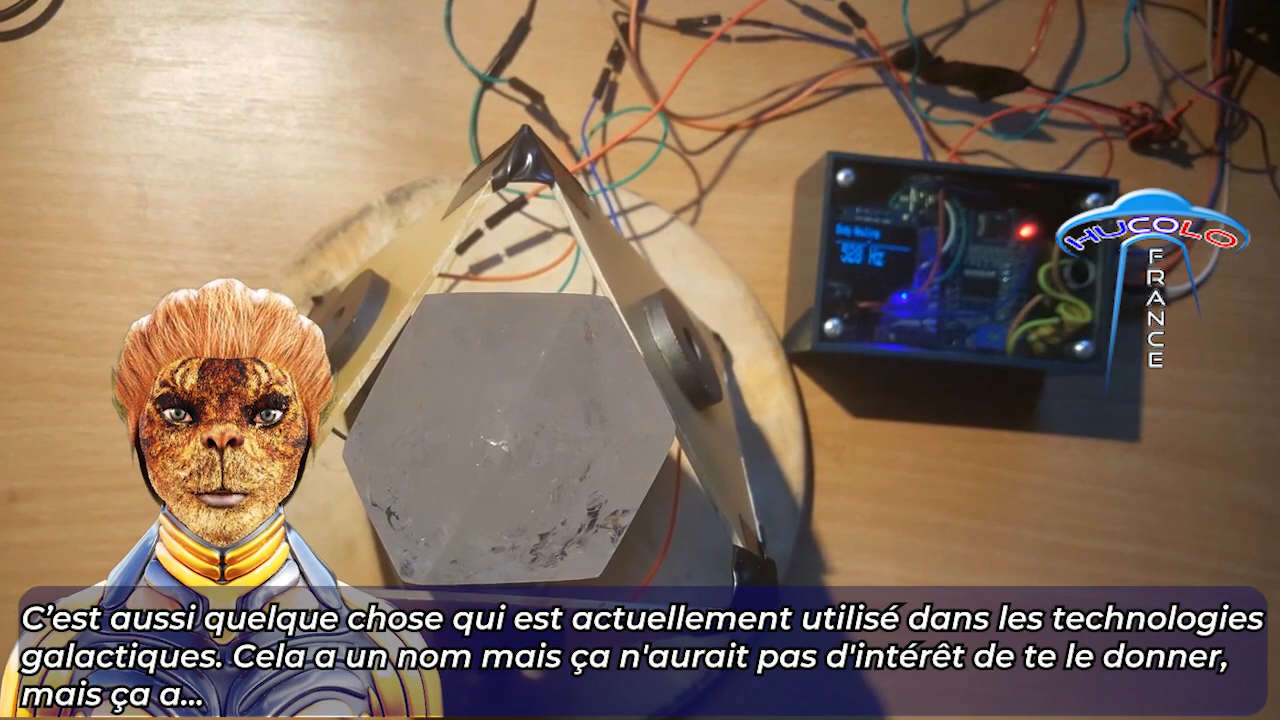 HUCOLO
FRANCE
528 Hz
C’est aussi quelque chose qui est actuellement utilisé dans les technologies
galactiques. Cela a un nom mais ça n'aurait pas d'intérêt de te le donner,
mais ça a...